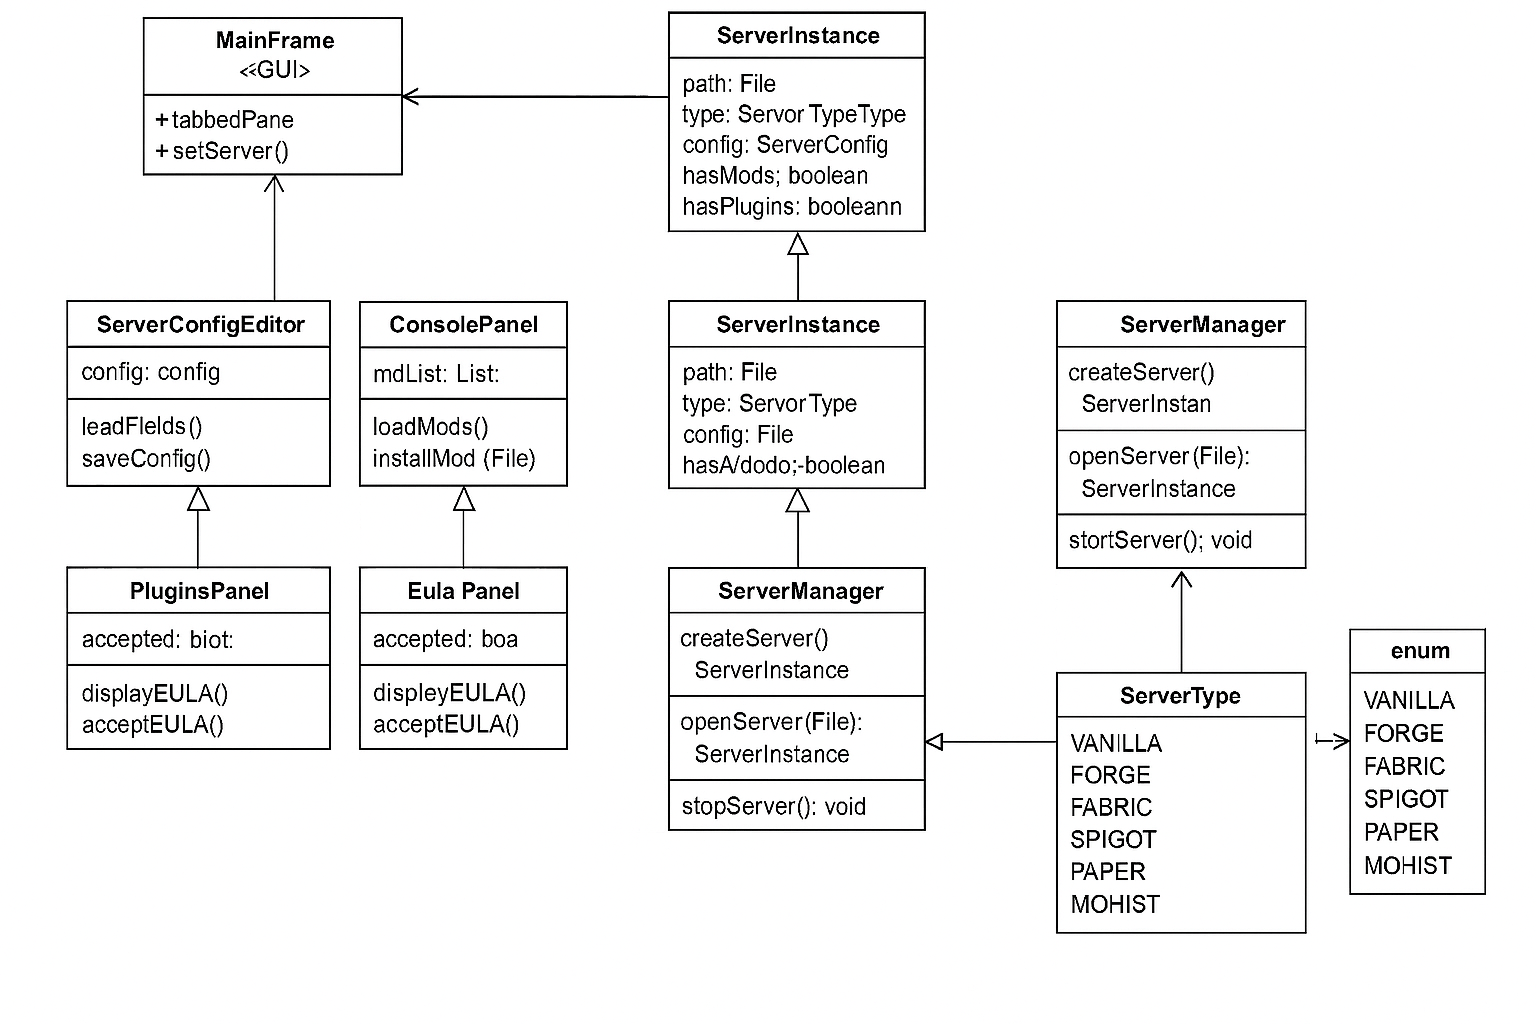 MainFrame
<<GUI>
+ tabbedPane
+ setServer()
ServerInstance
path: File
type: Servor TypeType
config: ServerConfig
hasMods; boolean
hasPlugins: booleann
ServerConfigEditor
config: config
leadFIelds()
saveConfig()
ConsolePanel
mdList: List:
loadMods()
installMod (File)
ServerInstance
path: File
type: ServorType
config: File
hasA/dodo;-boolean
ServerManager
createServer()
ServerInstan
openServer(File):
ServerInstance
stortServer(); void
PluginsPanel
accepted: biot:
displayEULA()
acceptEULA()
Eula Panel
accepted: boa
displeyEULA()
acceptEULA()
ServerManager
createServer()
ServerInstance
openServer(File):
ServerInstance
stopServer(): void
ServerType
VANILLA
FORGE
FABRIC
SPIGOT
PAPER
MOHIST
enum
VANILLA
FORGE
FABRIC
SPIGOT
PAPER
MOHIST